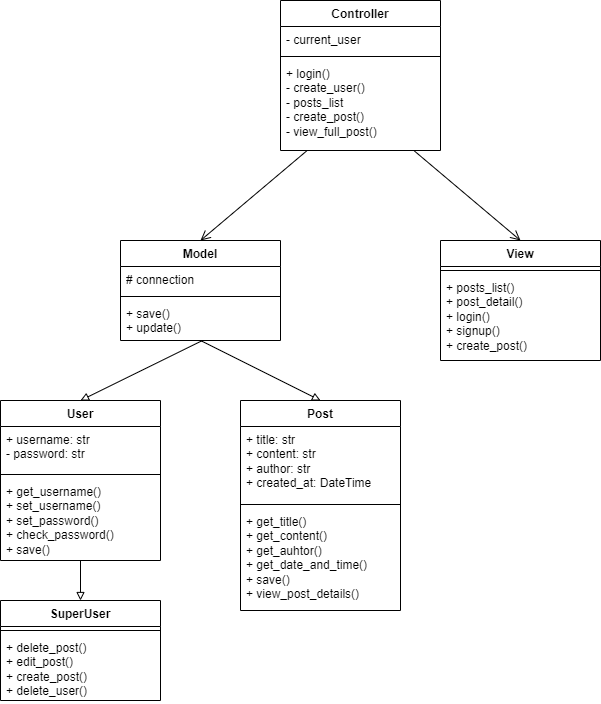 Controller
- current_user
+ login()
- create_user()
- posts_list
- create_post()
- view_full_post()
Model
# connection
+ save()
+ update()
View
+ posts_list()
+ post_detail()
+ login()
+ signup()
+ create_post()
User
+ username: str
- password: str
+ get_username()
+ set_username()
+ set_password()
+ check_password()
+ save()
Post
+ title: str
+ content: str
+ author: str
+ created_at: DateTime
+ get_title()
+ get_content()
+ get_auhtor()
+ get_date_and_time()
+ save()
+ view_post_details()
SuperUser
+ delete_post()
+ edit_post()
+ create_post()
+ delete_user()